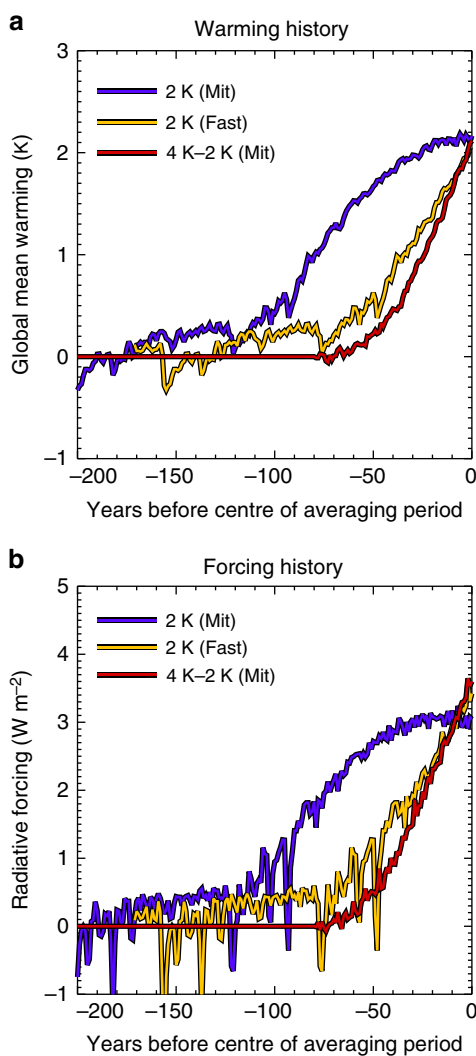 a
Warming history
3
2 K (Mit)
2 K (Fast)
4 K–2 K (Mit)
2
1
0
–1
Global mean warming (K)
–200 –150 –100 –50 0
Years before centre of averaging period
b
Forcing history
5
2 K (Mit)
2 K (Fast)
4 K–2 K (Mit)
4
3
2
1
0
–1
Radiative forcing (W m–2)
–200 –150 –100 –50 0
Years before centre of averaging period